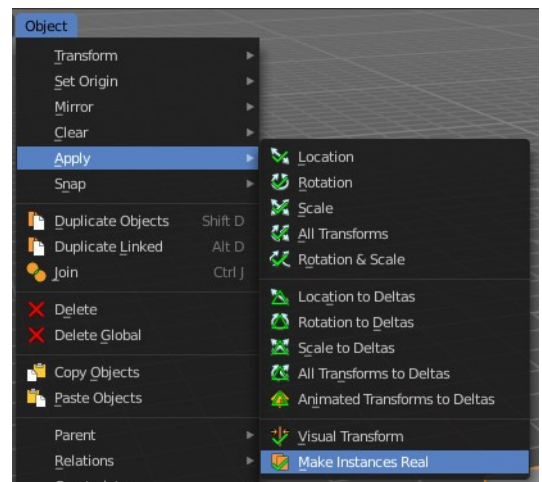 Object
Transform
Set Origin
Mirror
Clear
Apply
Snap
Duplicate Objects Shift D
Duplicate Linked Alt D
Join Ctrl J
Delete
Delete Global
Copy Objects
Paste Objects
Parent
Relations
Location
Rotation
Scale
All Transforms
Rotation & Scale
Location to Deltas
Rotation to Deltas
Scale to Deltas
All Transforms to Deltas
Animated Transforms to Deltas
Visual Transform
Make Instances Real